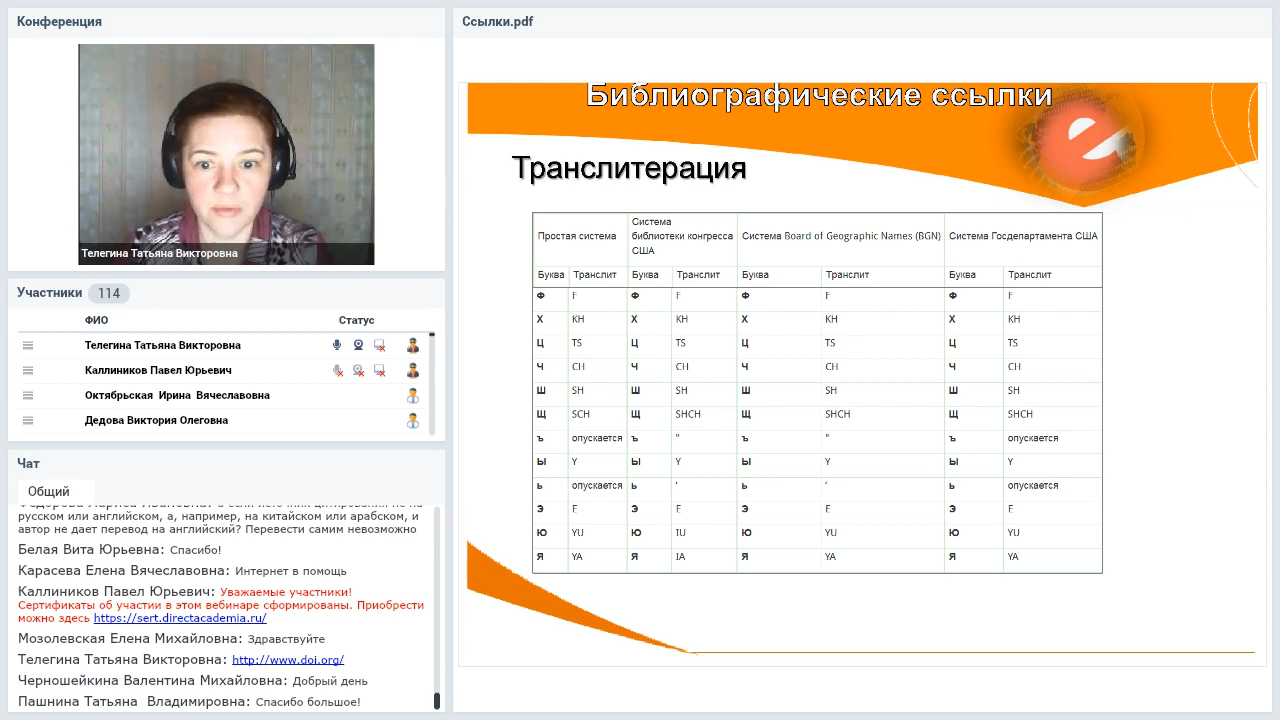 Конференция
Телегина Татьяна Викторовна
Участники 114
ФИО Статус
Телегина Татьяна Викторовна
Каллиников Павел Юрьевич
Октябрьская Ирина Вячеславовна
Дедова Виктория Олеговна
Чат
Общий
русском или английском, а, например, на китайском или арабском, и
автор не дает перевод на английский? Перевести самим невозможно
Белая Вита Юрьевна: Спасибо!
Карасева Елена Вячеславовна: Интернет в помощь
Каллиников Павел Юрьевич: Уважаемые участники!
Сертификаты об участии в этом вебинаре сформированы. Приобрести
можно здесь https://sert.directacademia.ru/
Мозолевская Елена Михайловна: Здравствуйте
Телегина Татьяна Викторовна: http://www.doi.org/
Черношейкина Валентина Михайловна: Добрый день
Пашнина Татьяна Владимировна: Спасибо большое!
Ссылки.pdf
Библиографические ссылки
Транслитерация
Простая система Система библиотеки конгресса США Система Board of Geographic Names (BGN) Система Госдепартамента США
Буква Транслит Буква Транслит Буква Транслит Буква Транслит
Ф F Ф F Ф F Ф F
Х KH Х KH Х KH Х KH
Ц TS Ц TS Ц TS Ц TS
Ч CH Ч CH Ч CH Ч CH
Ш SH Ш SH Ш SH Ш SH
Щ SCH Щ SHCH Щ SHCH Щ SHCH
ъ опускается ъ " ъ " ъ опускается
Ы Y Ы Y Ы Y Ы Y
ь опускается ь ‘ ь ‘ ь опускается
Э E Э E Э E Э E
Ю YU Ю IU Ю YU Ю YU
Я YA Я IA Я YA Я YA